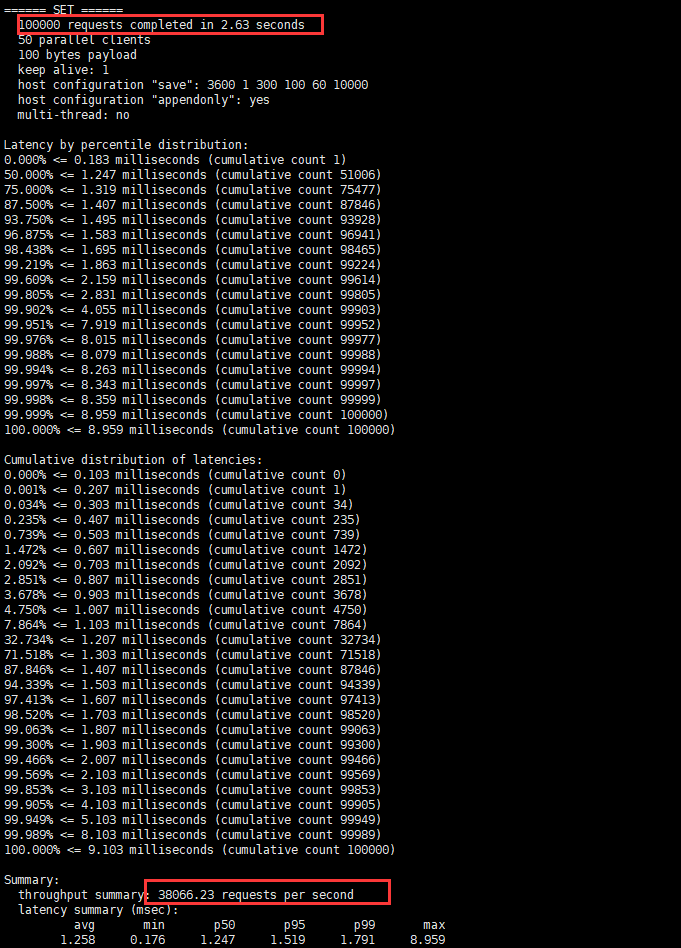 ====== SET ======
100000 requests completed in 2.63 seconds
50 parallel clients
100 bytes payload
keep alive: 1
host configuration "save": 3600 1 300 100 60 10000
host configuration "appendonly": yes
multi-thread: no
Latency by percentile distribution:
0.000% <= 0.183 milliseconds (cumulative count 1)
50.000% <= 1.247 milliseconds (cumulative count 51006)
75.000% <= 1.319 milliseconds (cumulative count 75477)
87.500% <= 1.407 milliseconds (cumulative count 87846)
93.750% <= 1.495 milliseconds (cumulative count 93928)
96.875% <= 1.583 milliseconds (cumulative count 96941)
98.438% <= 1.695 milliseconds (cumulative count 98465)
99.219% <= 1.863 milliseconds (cumulative count 99224)
99.609% <= 2.159 milliseconds (cumulative count 99614)
99.805% <= 2.831 milliseconds (cumulative count 99805)
99.902% <= 4.055 milliseconds (cumulative count 99903)
99.951% <= 7.919 milliseconds (cumulative count 99952)
99.976% <= 8.015 milliseconds (cumulative count 99977)
99.988% <= 8.079 milliseconds (cumulative count 99988)
99.994% <= 8.263 milliseconds (cumulative count 99994)
99.997% <= 8.343 milliseconds (cumulative count 99997)
99.998% <= 8.359 milliseconds (cumulative count 99999)
99.999% <= 8.959 milliseconds (cumulative count 100000)
100.000% <= 8.959 milliseconds (cumulative count 100000)
Cumulative distribution of latencies:
0.000% <= 0.103 milliseconds (cumulative count 0)
0.001% <= 0.207 milliseconds (cumulative count 1)
0.034% <= 0.303 milliseconds (cumulative count 34)
0.235% <= 0.407 milliseconds (cumulative count 235)
0.739% <= 0.503 milliseconds (cumulative count 739)
1.472% <= 0.607 milliseconds (cumulative count 1472)
2.092% <= 0.703 milliseconds (cumulative count 2092)
2.851% <= 0.807 milliseconds (cumulative count 2851)
3.678% <= 0.903 milliseconds (cumulative count 3678)
4.750% <= 1.007 milliseconds (cumulative count 4750)
7.864% <= 1.103 milliseconds (cumulative count 7864)
32.734% <= 1.207 milliseconds (cumulative count 32734)
71.518% <= 1.303 milliseconds (cumulative count 71518)
87.846% <= 1.407 milliseconds (cumulative count 87846)
94.339% <= 1.503 milliseconds (cumulative count 94339)
97.413% <= 1.607 milliseconds (cumulative count 97413)
98.520% <= 1.703 milliseconds (cumulative count 98520)
99.063% <= 1.807 milliseconds (cumulative count 99063)
99.300% <= 1.903 milliseconds (cumulative count 99300)
99.466% <= 2.007 milliseconds (cumulative count 99466)
99.569% <= 2.103 milliseconds (cumulative count 99569)
99.853% <= 3.103 milliseconds (cumulative count 99853)
99.905% <= 4.103 milliseconds (cumulative count 99905)
99.949% <= 5.103 milliseconds (cumulative count 99949)
99.989% <= 8.103 milliseconds (cumulative count 99989)
100.000% <= 9.103 milliseconds (cumulative count 100000)
Summary:
throughput summary: 38066.23 requests per second
latency summary (msec):
avg min p50 p95 p99 max
1.258 0.176 1.247 1.519 1.791 8.959